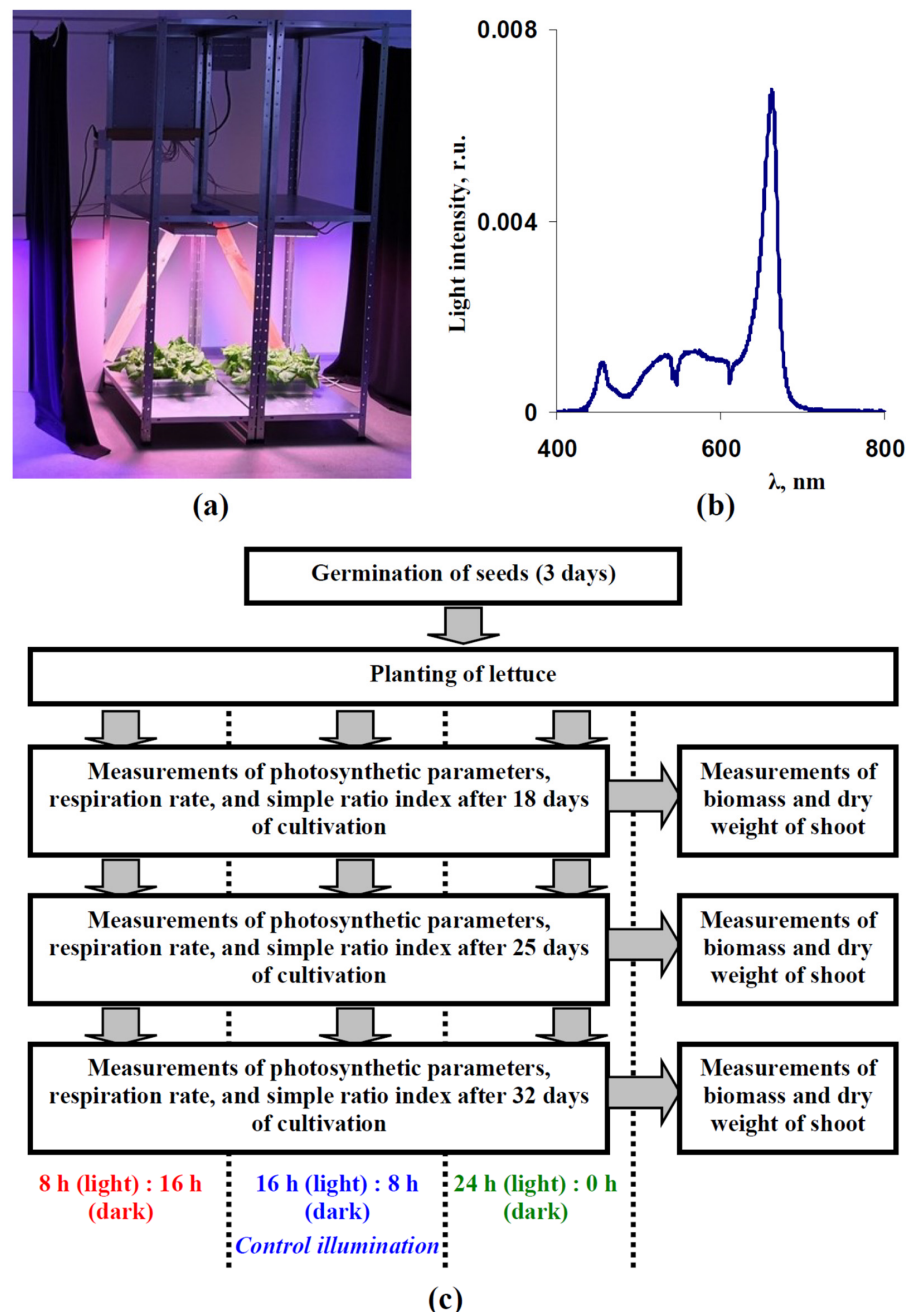 0.008
0.004
0
Light intensity, r.u.
400
600
800
λ, nm
(a)
(b)
Germination of seeds (3 days)
Planting of lettuce
Measurements of photosynthetic parameters,
respiration rate, and simple ratio index after 18 days
of cultivation
Measurements of
biomass and dry
weight of shoot
Measurements of photosynthetic parameters,
respiration rate, and simple ratio index after 25 days
of cultivation
Measurements of
biomass and dry
weight of shoot
Measurements of photosynthetic parameters,
respiration rate, and simple ratio index after 32 days
of cultivation
Measurements of
biomass and dry
weight of shoot
8 h (light) : 16 h
(dark)
16 h (light) : 8 h
(dark)
Control illumination
24 h (light) : 0 h
(dark)
(c)